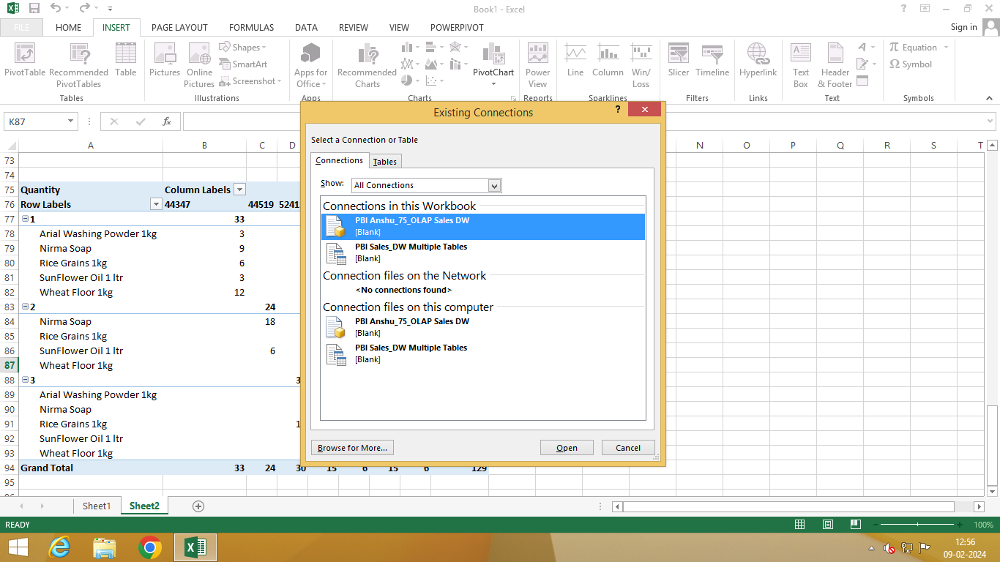 Book1 - Excel
FILE HOME INSERT PAGE LAYOUT FORMULAS DATA REVIEW VIEW POWERPIVOT Sign in
PivotTable
Recommended
PivotTables
Table
Tables
Pictures
Online
Pictures
Shapes
SmartArt
Screenshot
Illustrations
Apps for
Office
Apps
Recommended
Charts
PivotChart
Charts
Power
View
Reports
Line
Column
Win/
Loss
Sparklines
Slicer
Timeline
Filters
Hyperlink
Links
Text
Box
Header
& Footer
Text
Equation
Symbol
Symbols
K87
fx
A B C D N O P Q R S T
73
74
75 Quantity Column Labels
76 Row Labels 44347 44519 5241
77 1 33
78 Arial Washing Powder 1kg 3
79 Nirma Soap 9
80 Rice Grains 1kg 6
81 SunFlower Oil 1 ltr 3
82 Wheat Floor 1kg 12
83 2 24
84 Nirma Soap 18
85 Rice Grains 1kg
86 SunFlower Oil 1 ltr 6
87 Wheat Floor 1kg
88 3 3
89 Arial Washing Powder 1kg
90 Nirma Soap
91 Rice Grains 1kg 1
92 SunFlower Oil 1 ltr
93 Wheat Floor 1kg
94 Grand Total 33 24 30 15 6 15 6 129
95
Existing Connections
Select a Connection or Table
Connections Tables
Show: All Connections
Connections in this Workbook
PBI Anshu_75_OLAP Sales DW
[Blank]
PBI Sales_DW Multiple Tables
[Blank]
Connection files on the Network
<No connections found>
Connection files on this computer
PBI Anshu_75_OLAP Sales DW
[Blank]
PBI Sales_DW Multiple Tables
[Blank]
Browse for More... Open Cancel
Sheet1 Sheet2
READY 100%
12:56
09-02-2024